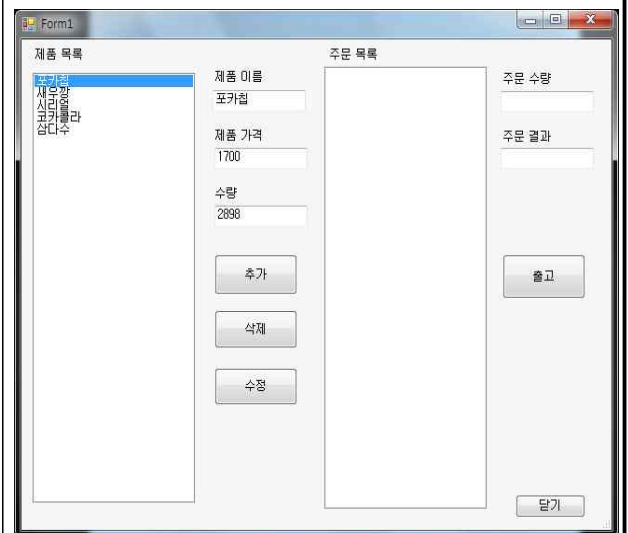 Form1
제품 목록
포카칩
새우깡
시리얼
코카콜라
삼다수
제품 이름
포카칩
제품 가격
1700
수량
2898
추가
삭제
수정
주문 목록
주문 수량
주문 결과
출고
닫기